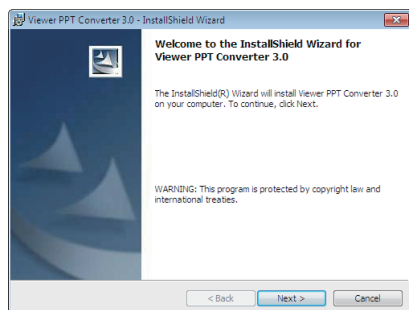 Viewer PPT Converter 3.0 - InstallShield Wizard
Welcome to the InstallShield Wizard for
Viewer PPT Converter 3.0
The InstallShield(R) Wizard will install Viewer PPT Converter 3.0
on your computer. To continue, click Next.
WARNING: This program is protected by copyright law and
international treaties.
< Back Next > Cancel